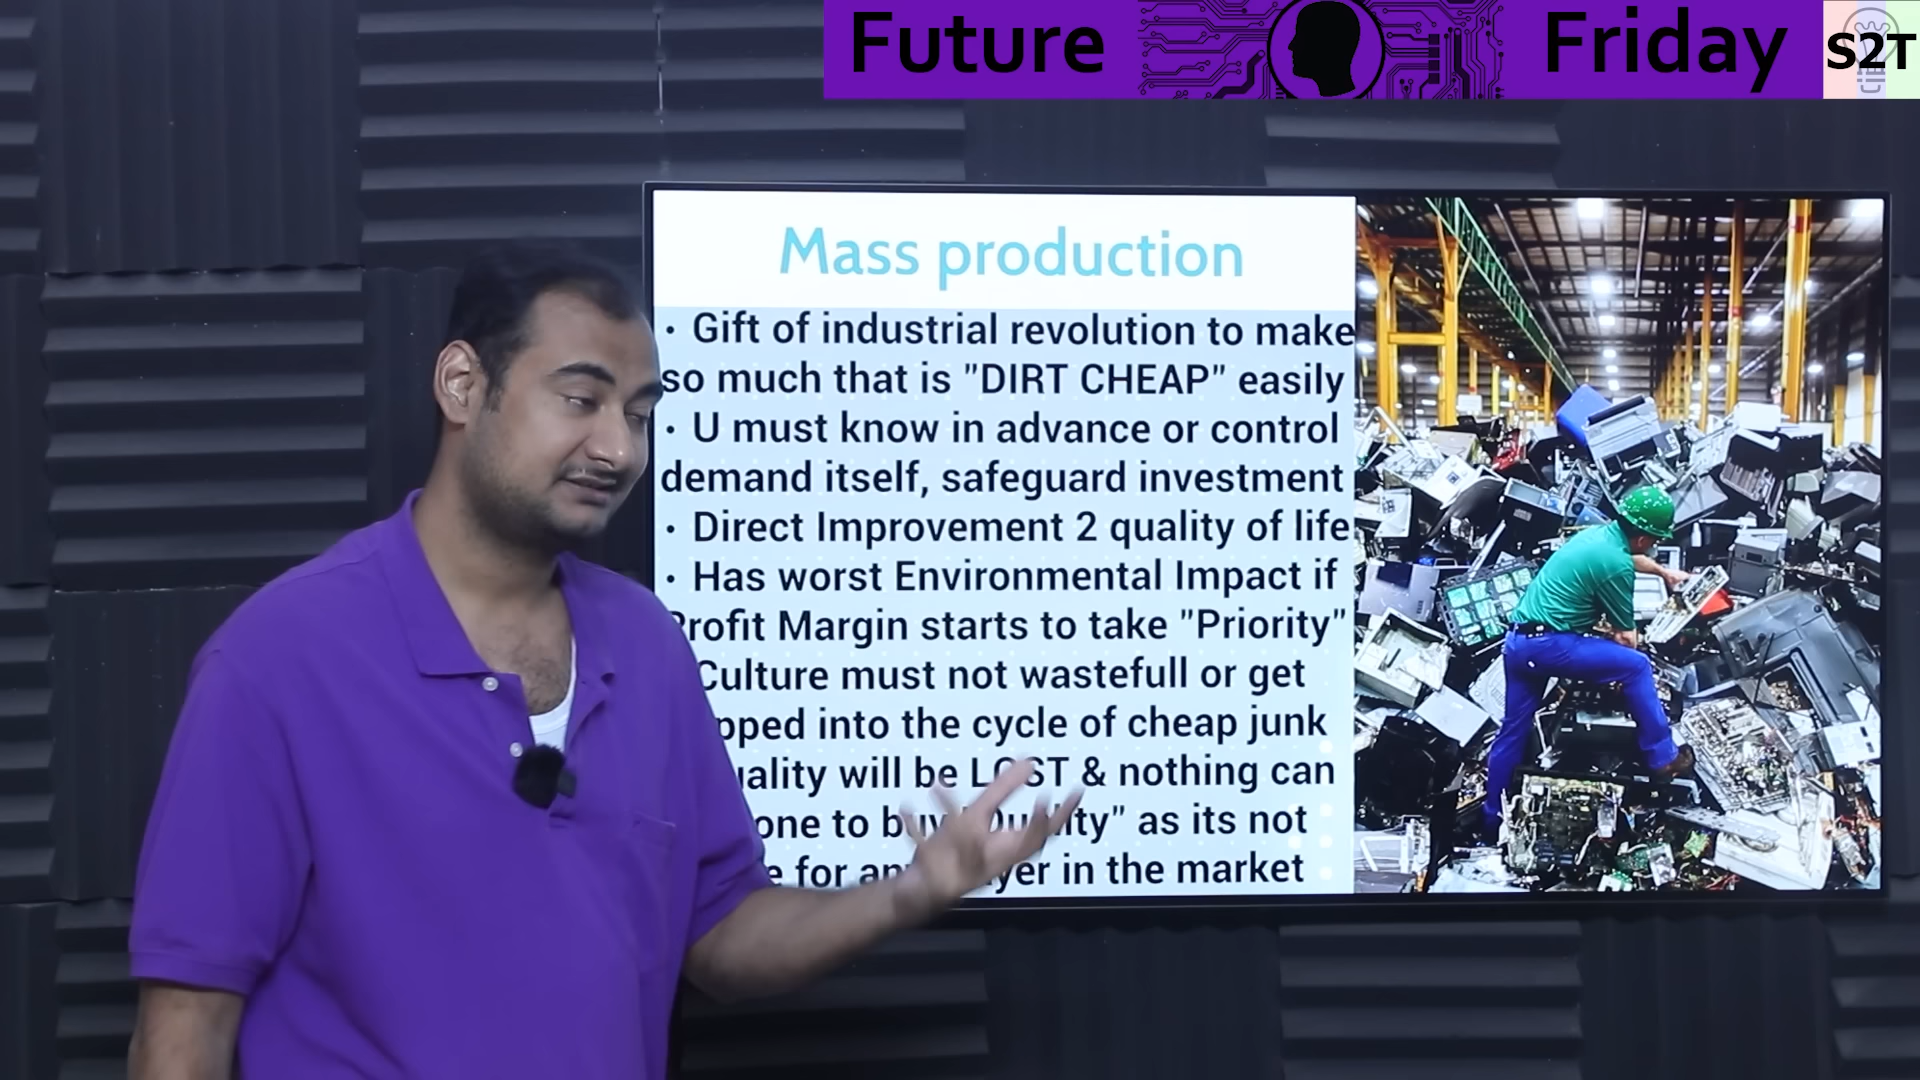 Future Friday S2T
Mass production
• Gift of industrial revolution to make
so much that is "DIRT CHEAP" easily
• U must know in advance or control
demand itself, safeguard investment
• Direct Improvement 2 quality of life
• Has worst Environmental Impact if
Profit Margin starts to take "Priority"
Culture must not wastefull or get
into the cycle of cheap junk
will be LOST & nothing can
to buy "Quality" as its not
for in the market